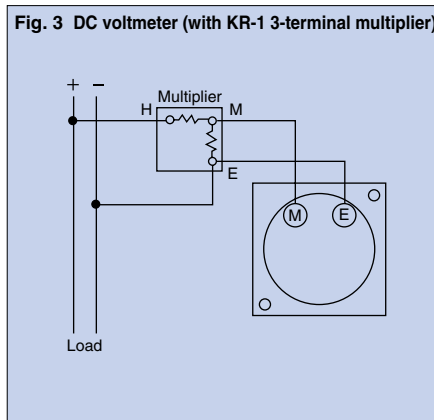 Fig. 3 DC voltmeter (with KR-1 3-terminal multiplier)
+ −
Multiplier
H M
E
M E
Load